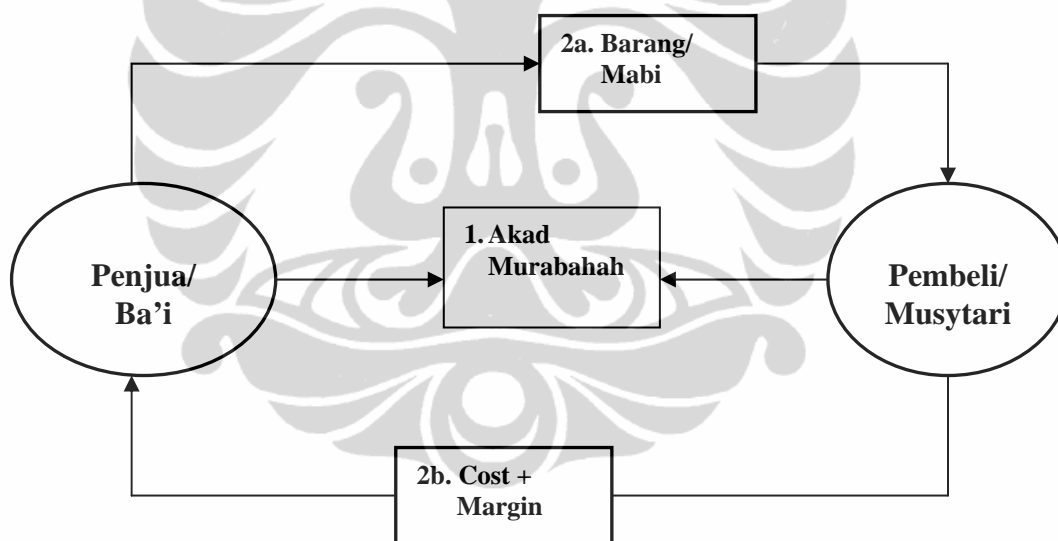 2a. Barang/
Mabi
1. Akad
Murabahah
Penjua/
Ba’i
Pembeli/
Musytari
2b. Cost +
Margin